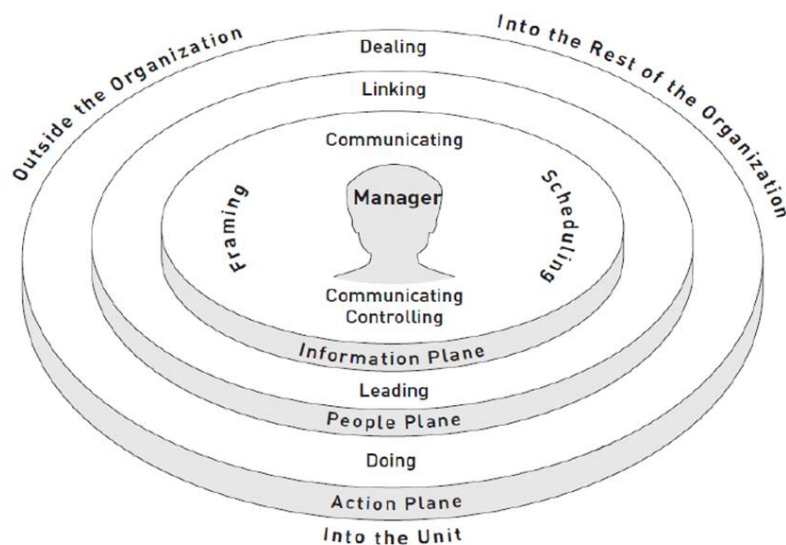 Outside the Organization
Into the Rest of the Organization
Dealing
Linking
Communicating
Framing
Manager
Scheduling
Communicating
Controlling
Information Plane
Leading
People Plane
Doing
Action Plane
Into the Unit